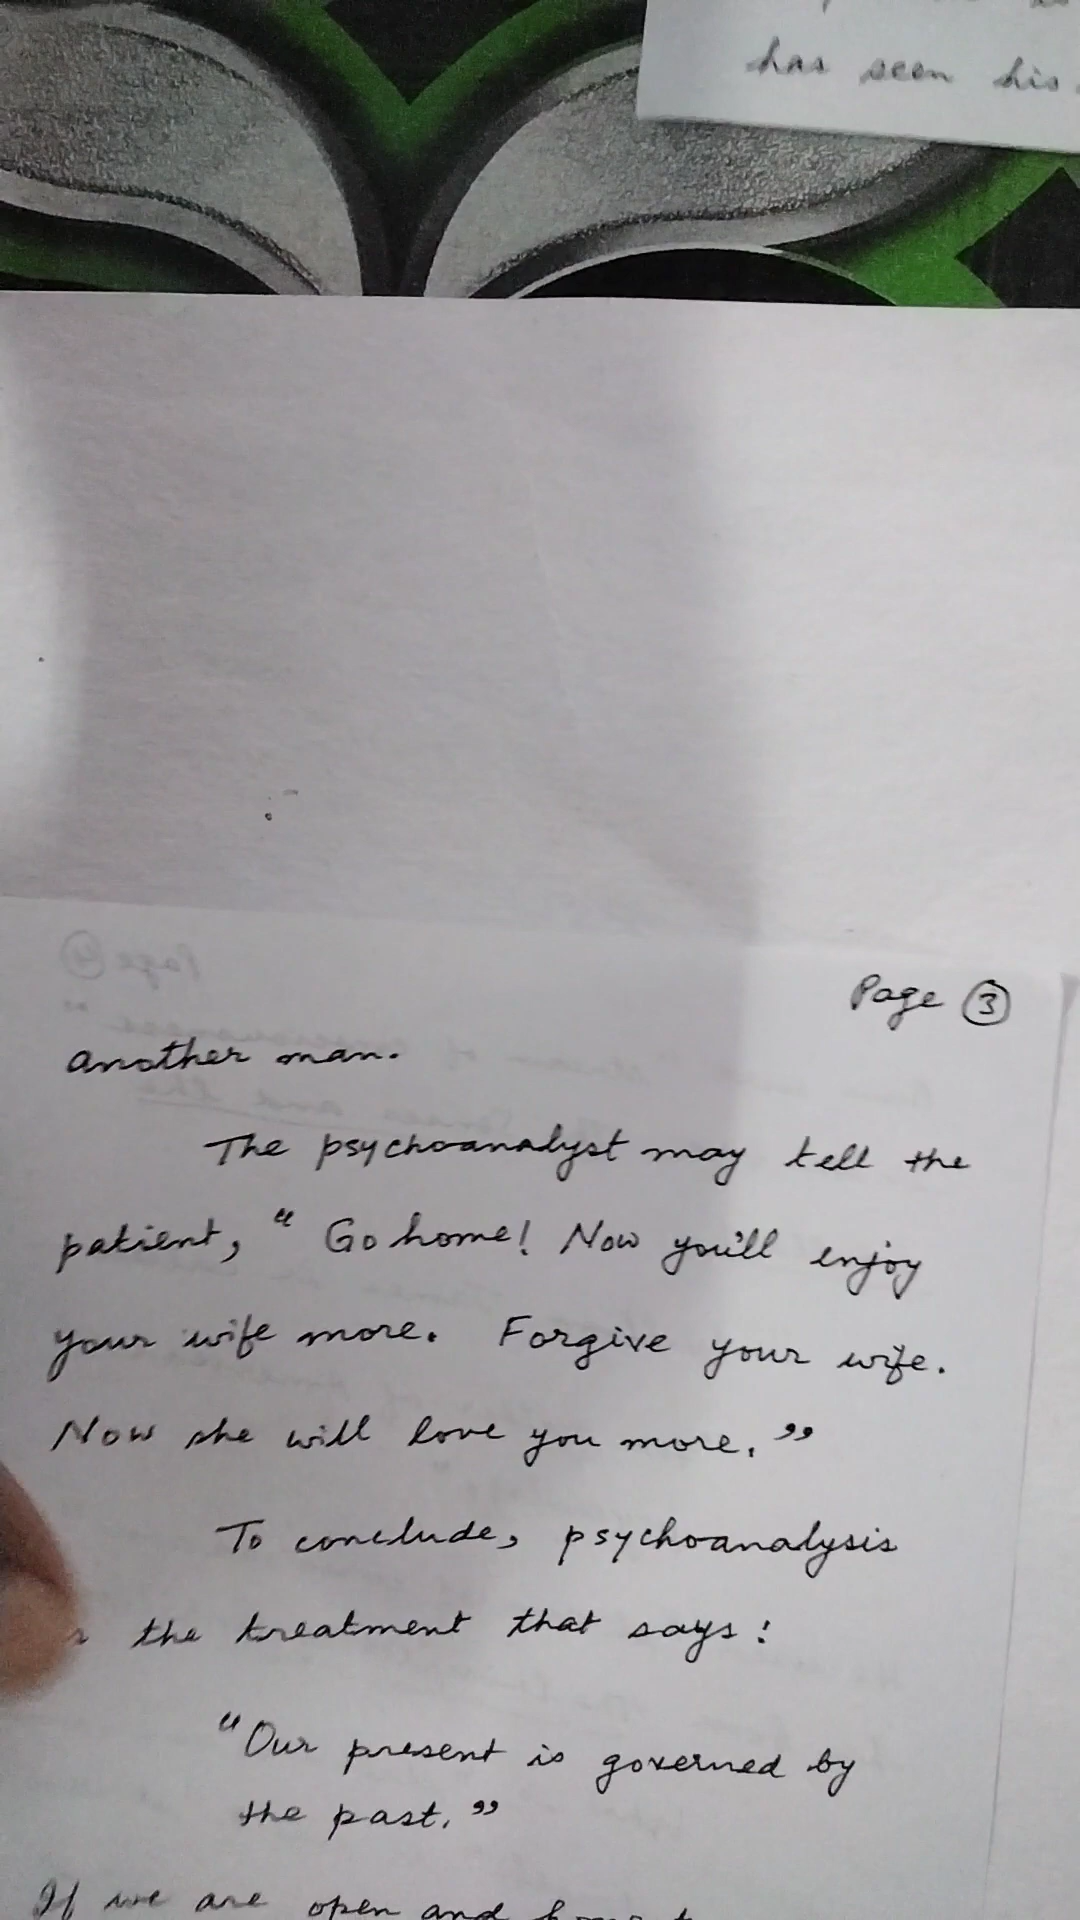 has seen his
Page 3
another man.
The psychoanalyst may tell the
patient, "Go home! Now you'll enjoy
your wife more. Forgive your wife.
Now she will love you more."
To conclude, psychoanalysis
the treatment that says:
"Our present is governed by
the past."
If we are open and